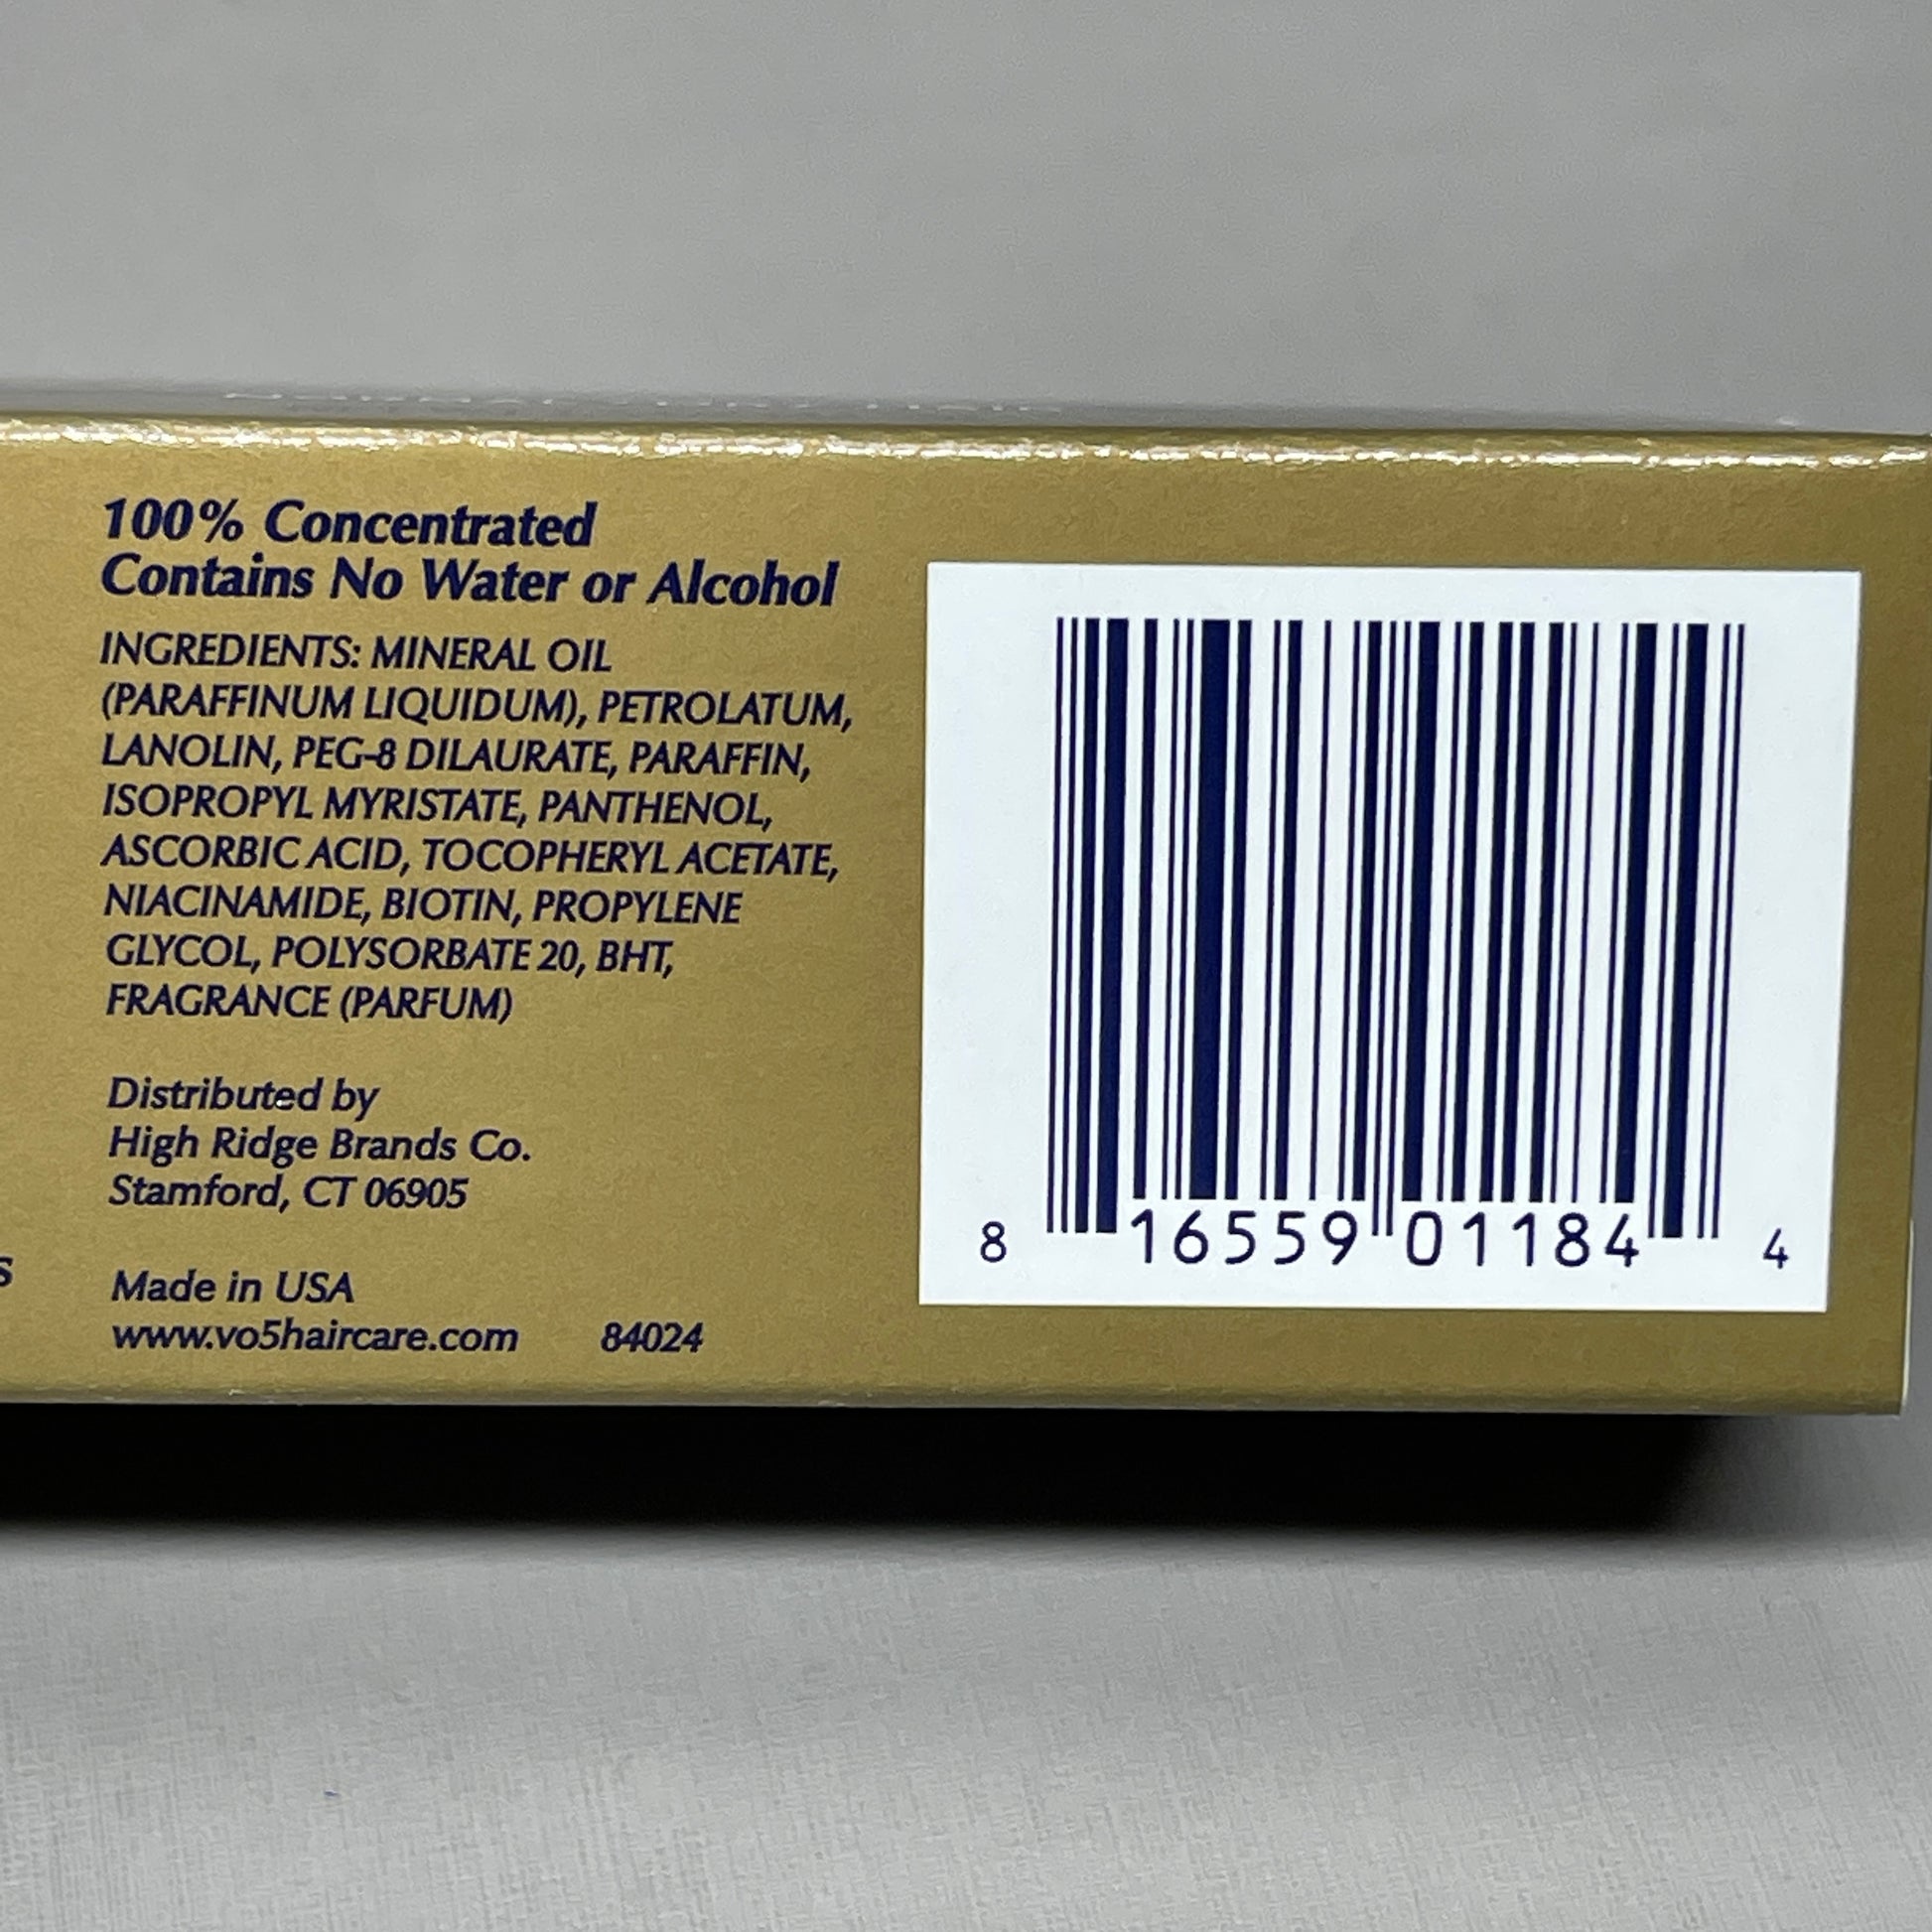 100% Concentrated
Contains No Water or Alcohol
INGREDIENTS: MINERAL OIL
(PARAFFINUM LIQUIDUM), PETROLATUM,
LANOLIN, PEG-8 DILAURATE, PARAFFIN,
ISOPROPYL MYRISTATE, PANTHENOL,
ASCORBIC ACID, TOCOPHERYL ACETATE,
NIACINAMIDE, BIOTIN, PROPYLENE
GLYCOL, POLYSORBATE 20, BHT,
FRAGRANCE (PARFUM)
Distributed by
High Ridge Brands Co.
Stamford, CT 06905
Made in USA
www.vo5haircare.com 84024
8 16559 01184 4